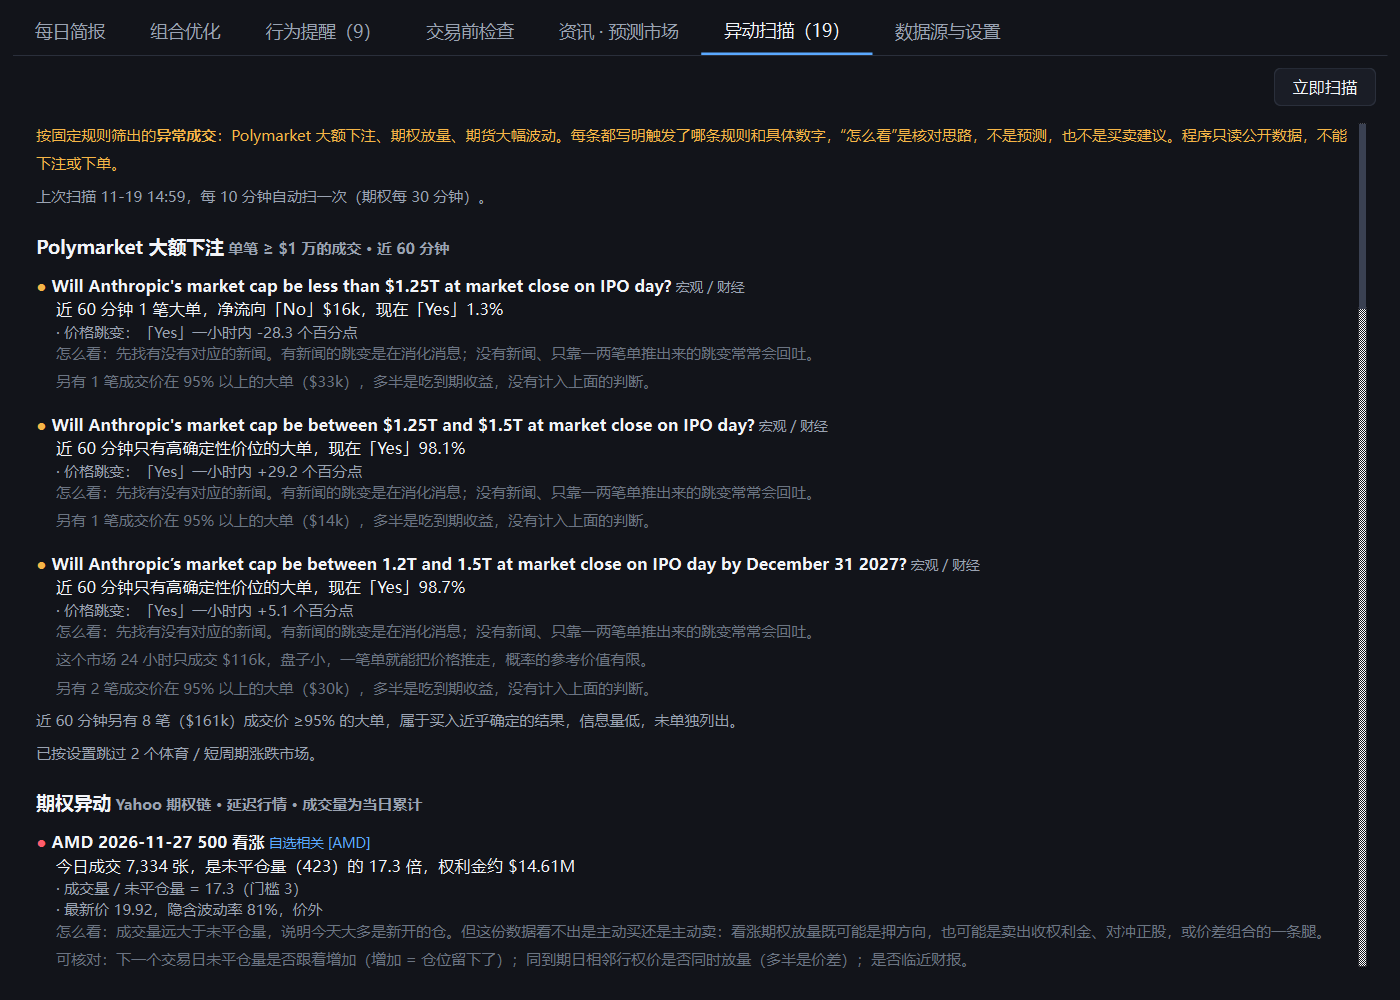 每日简报 组合优化 行为提醒（9） 交易前检查 资讯 · 预测市场 异动扫描（19） 数据源与设置
立即扫描
按固定规则筛出的异常成交：Polymarket 大额下注、期权放量、期货大幅波动。每条都写明触发了哪条规则和具体数字，“怎么看”是核对思路，不是预测，也不是买卖建议。程序只读公开数据，不能
下注或下单。
上次扫描 11-19 14:59，每 10 分钟自动扫一次（期权每 30 分钟）。
Polymarket 大额下注 单笔 ≥ $1 万的成交 • 近 60 分钟
● Will Anthropic's market cap be less than $1.25T at market close on IPO day? 宏观 / 财经
近 60 分钟 1 笔大单，净流向「No」$16k，现在「Yes」1.3%
· 价格跳变：「Yes」一小时内 -28.3 个百分点
怎么看：先找有没有对应的新闻。有新闻的跳变是在消化消息；没有新闻、只靠一两笔单推出来的跳变常常会回吐。
另有 1 笔成交价在 95% 以上的大单（$33k），多半是吃到期收益，没有计入上面的判断。
● Will Anthropic's market cap be between $1.25T and $1.5T at market close on IPO day? 宏观 / 财经
近 60 分钟只有高确定性价位的大单，现在「Yes」98.1%
· 价格跳变：「Yes」一小时内 +29.2 个百分点
怎么看：先找有没有对应的新闻。有新闻的跳变是在消化消息；没有新闻、只靠一两笔单推出来的跳变常常会回吐。
另有 1 笔成交价在 95% 以上的大单（$14k），多半是吃到期收益，没有计入上面的判断。
● Will Anthropic’s market cap be between 1.2T and 1.5T at market close on IPO day by December 31 2027? 宏观 / 财经
近 60 分钟只有高确定性价位的大单，现在「Yes」98.7%
· 价格跳变：「Yes」一小时内 +5.1 个百分点
怎么看：先找有没有对应的新闻。有新闻的跳变是在消化消息；没有新闻、只靠一两笔单推出来的跳变常常会回吐。
这个市场 24 小时只成交 $116k，盘子小，一笔单就能把价格推走，概率的参考价值有限。
另有 2 笔成交价在 95% 以上的大单（$30k），多半是吃到期收益，没有计入上面的判断。
近 60 分钟另有 8 笔（$161k）成交价 ≥95% 的大单，属于买入近乎确定的结果，信息量低，未单独列出。
已按设置跳过 2 个体育 / 短周期涨跌市场。
期权异动 Yahoo 期权链 • 延迟行情 • 成交量为当日累计
● AMD 2026-11-27 500 看涨 自选相关 [AMD]
今日成交 7,334 张，是未平仓量（423）的 17.3 倍，权利金约 $14.61M
· 成交量 / 未平仓量 = 17.3（门槛 3）
· 最新价 19.92，隐含波动率 81%，价外
怎么看：成交量远大于未平仓量，说明今天大多是新开的仓。但这份数据看不出是主动买还是主动卖：看涨期权放量既可能是押方向，也可能是卖出收权利金、对冲正股，或价差组合的一条腿。
可核对：下一个交易日未平仓量是否跟着增加（增加 = 仓位留下了）；同到期日相邻行权价是否同时放量（多半是价差）；是否临近财报。